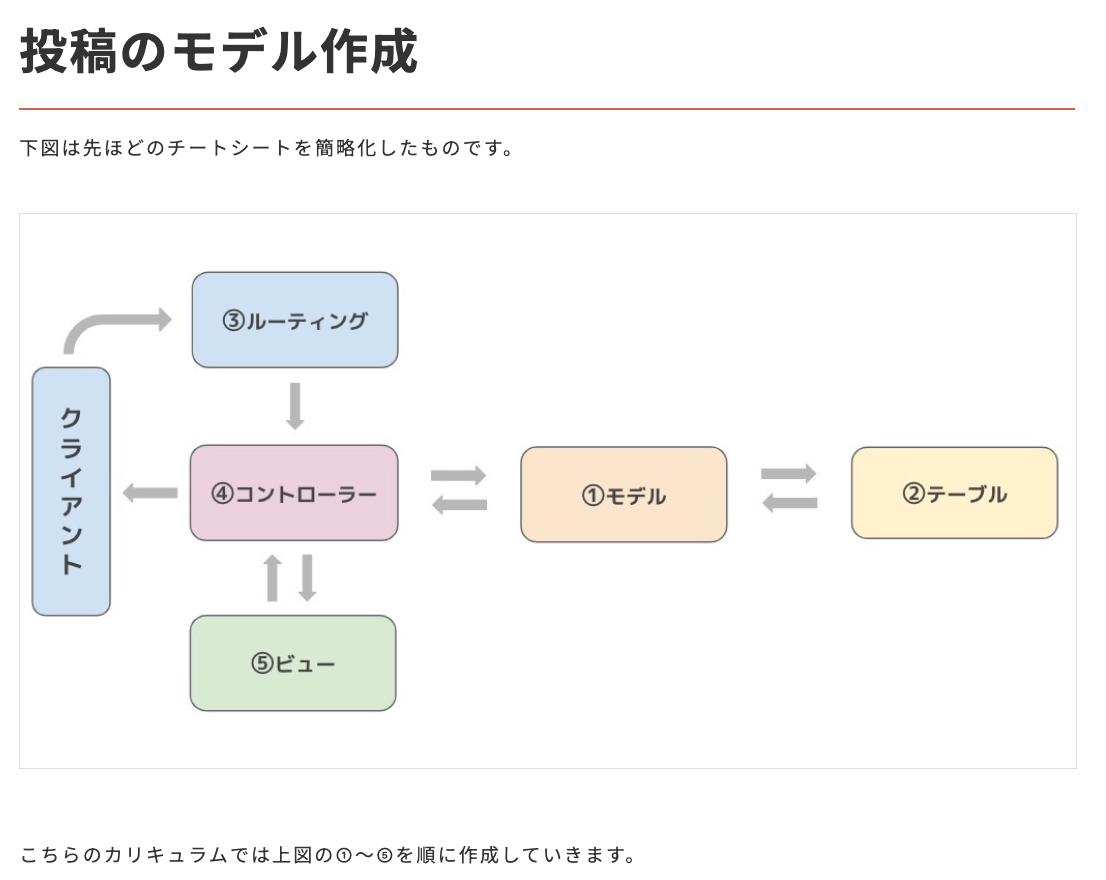 投稿のモデル作成
下図は先ほどのチートシートを簡略化したものです。
③ルーティング
クライアント
④コントローラー
①モデル
②テーブル
⑤ビュー
こちらのカリキュラムでは上図の①〜⑤を順に作成していきます。